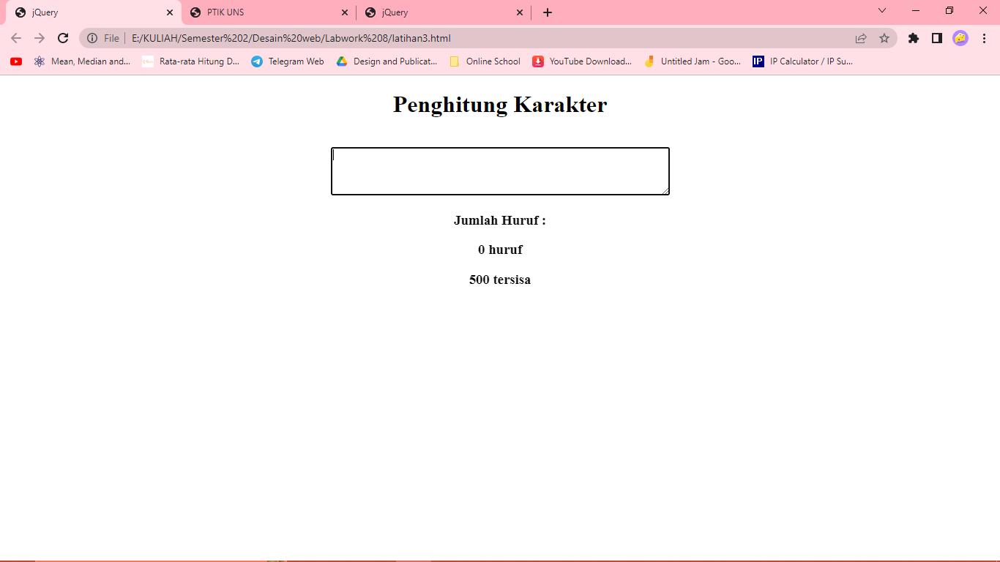 jQuery
PTIK UNS
jQuery
File
E:/KULIAH/Semester%202/Desain%20web/Labwork%208/latihan3.html
Mean, Median and...
Rata-rata Hitung D...
Telegram Web
Design and Publicat...
Online School
YouTube Download...
Untitled Jam - Goo...
IP
IP Calculator / IP Su...
Penghitung Karakter
Jumlah Huruf :
0 huruf
500 tersisa